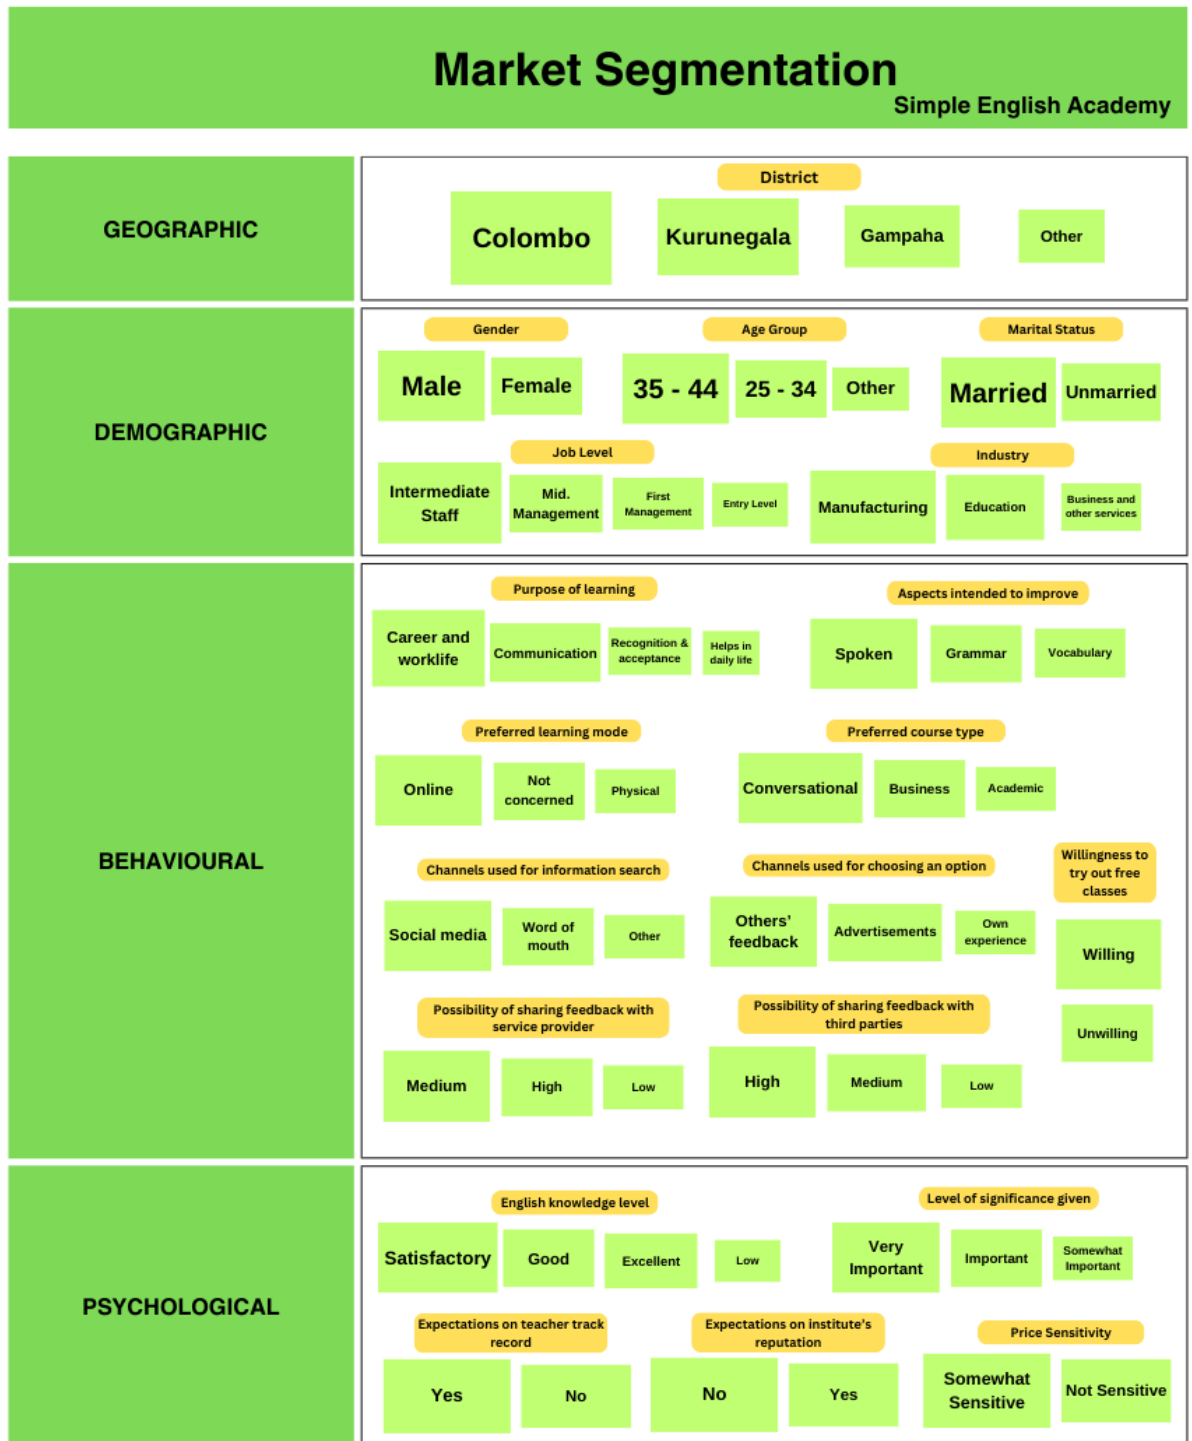 Market Segmentation
Simple English Academy
GEOGRAPHIC
District
Colombo
Kurunegala
Gampaha
Other
DEMOGRAPHIC
Gender
Male
Female
Age Group
35 - 44
25 - 34
Other
Marital Status
Married
Unmarried
Job Level
Intermediate
Staff
Mid.
Management
First
Management
Entry Level
Industry
Manufacturing
Education
Business and
other services
BEHAVIOURAL
Purpose of learning
Career and
worklife
Communication
Recognition &
acceptance
Helps in
daily life
Aspects intended to improve
Spoken
Grammar
Vocabulary
Preferred learning mode
Online
Not
concerned
Physical
Preferred course type
Conversational
Business
Academic
Channels used for information search
Social media
Word of
mouth
Other
Channels used for choosing an option
Others’
feedback
Advertisements
Own
experience
Willingness to
try out free
classes
Willing
Unwilling
Possibility of sharing feedback with
service provider
Medium
High
Low
Possibility of sharing feedback with
third parties
High
Medium
Low
PSYCHOLOGICAL
English knowledge level
Satisfactory
Good
Excellent
Low
Level of significance given
Very
Important
Important
Somewhat
Important
Expectations on teacher track
record
Yes
No
Expectations on institute’s
reputation
No
Yes
Price Sensitivity
Somewhat
Sensitive
Not Sensitive